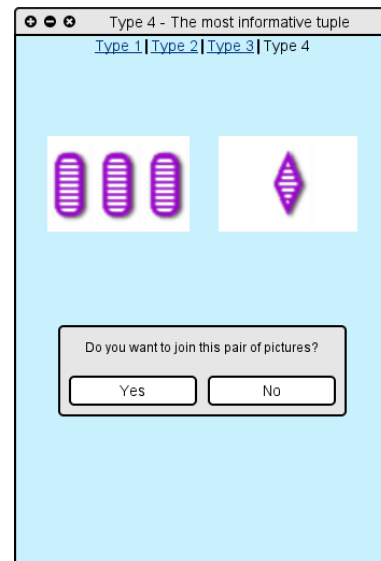 Type 4 - The most informative tuple
Type 1|Type 2|Type 3|Type 4
Do you want to join this pair of pictures?
Yes No